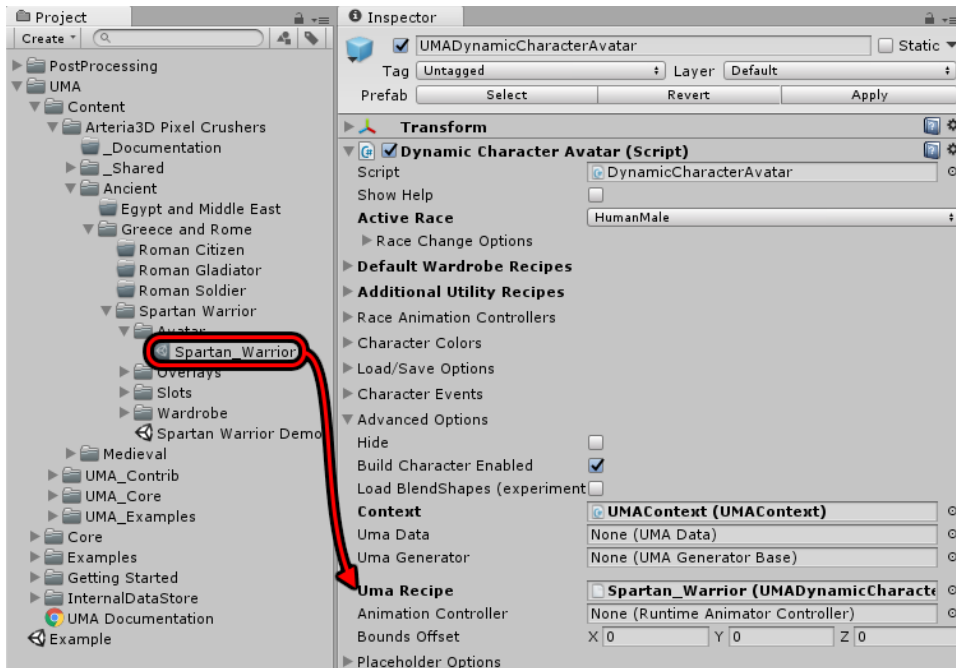 Project
Create
PostProcessing
UMA
Content
Arteria3D Pixel Crushers
_Documentation
_Shared
Ancient
Egypt and Middle East
Greece and Rome
Roman Citizen
Roman Gladiator
Roman Soldier
Spartan Warrior
Avatar
Spartan_Warrior
Overlays
Slots
Wardrobe
Spartan Warrior Demo
Medieval
UMA_Contrib
UMA_Core
UMA_Examples
Core
Examples
Getting Started
InternalDataStore
UMA Documentation
Example
Inspector
UMADynamicCharacterAvatar Static
Tag Untagged Layer Default
Prefab Select Revert Apply
Transform
Dynamic Character Avatar (Script)
Script DynamicCharacterAvatar
Show Help
Active Race HumanMale
Race Change Options
Default Wardrobe Recipes
Additional Utility Recipes
Race Animation Controllers
Character Colors
Load/Save Options
Character Events
Advanced Options
Hide
Build Character Enabled
Load BlendShapes (experiment
Context UMAContext (UMAContext)
Uma Data None (UMA Data)
Uma Generator None (UMA Generator Base)
Uma Recipe Spartan_Warrior (UMADynamicCharacte
Animation Controller None (Runtime Animator Controller)
Bounds Offset X 0 Y 0 Z 0
Placeholder Options